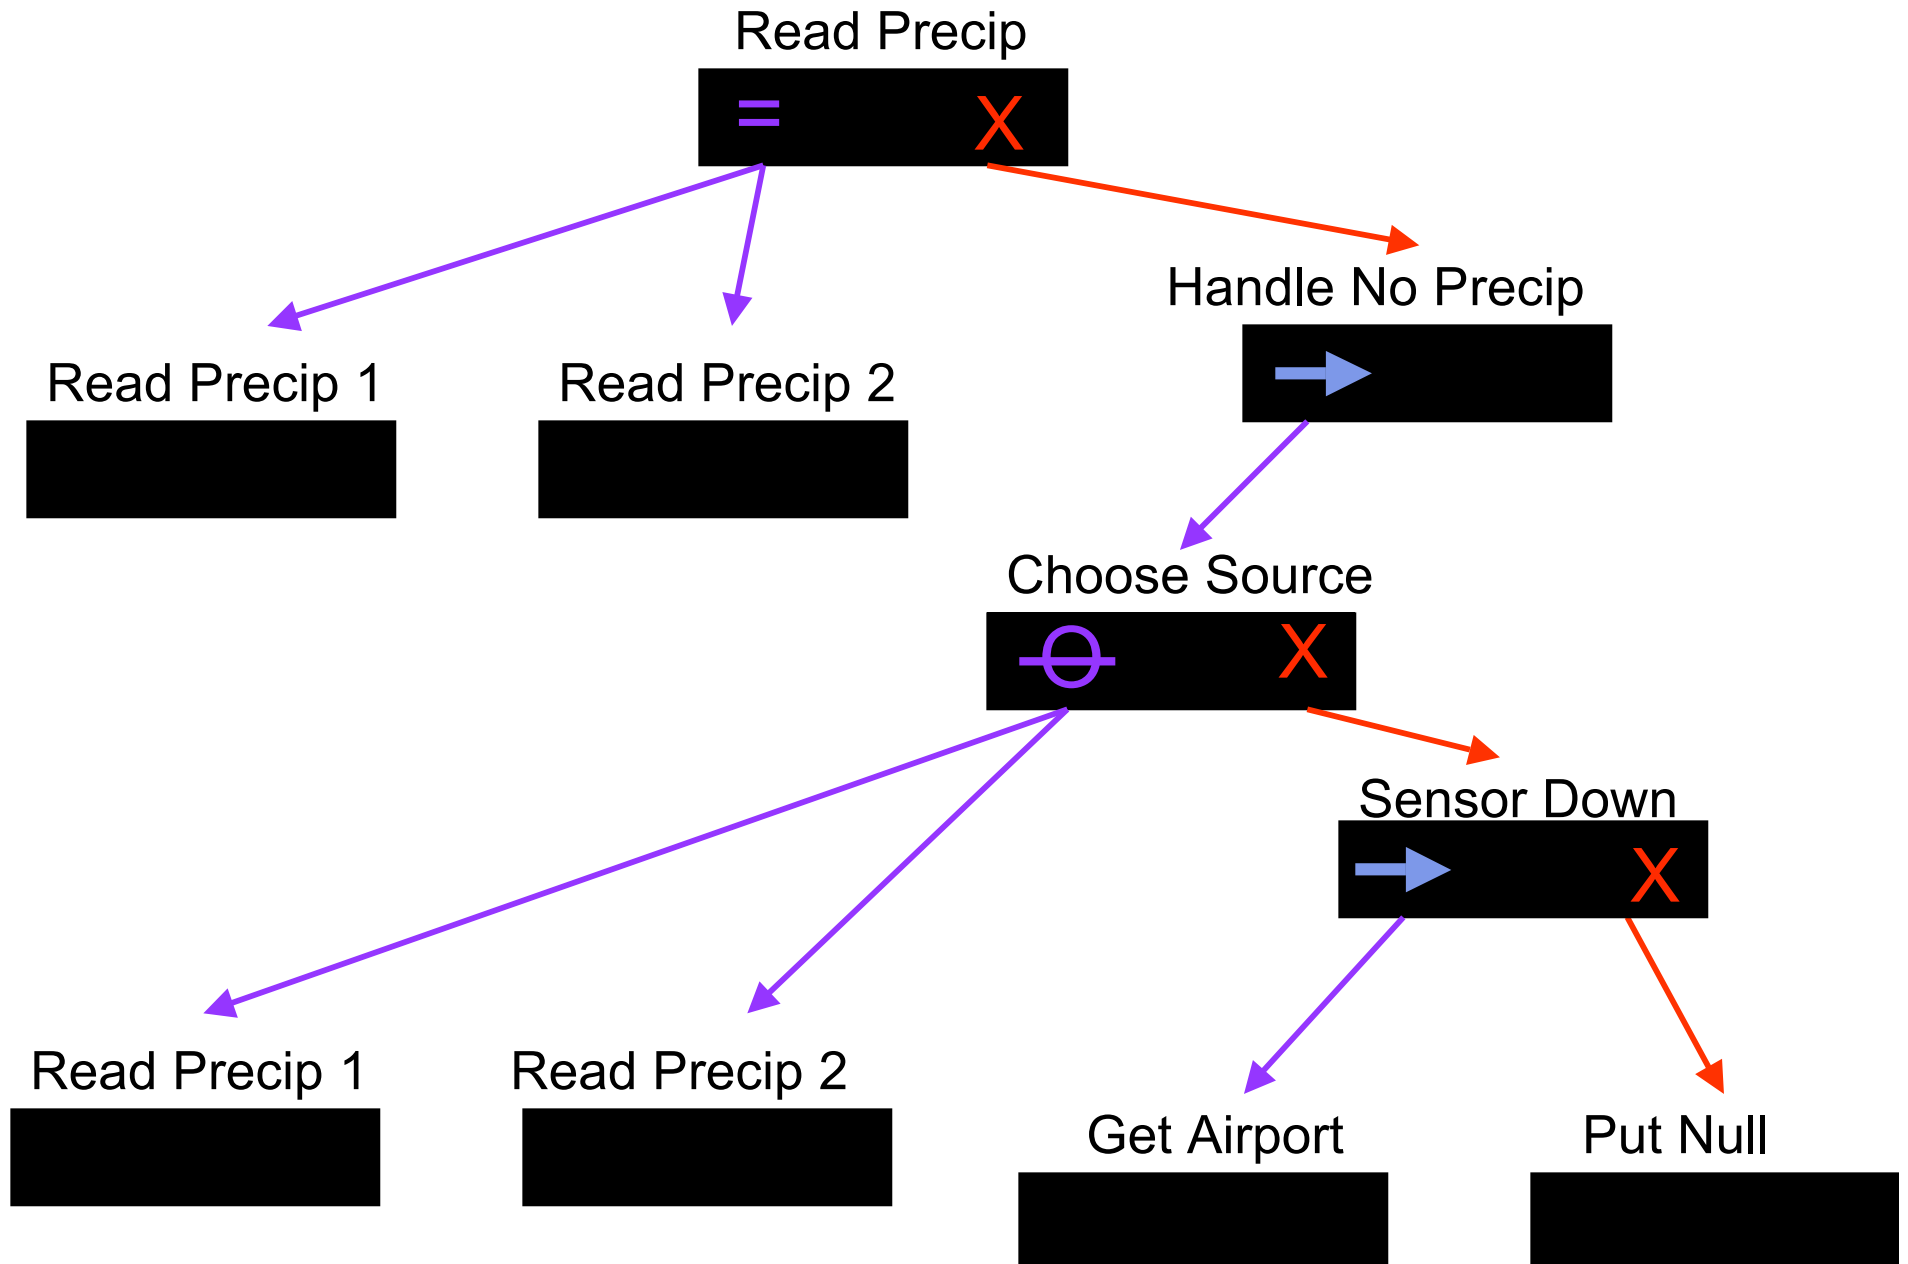 Read Precip
= X
Handle No Precip
Read Precip 1
Read Precip 2
Choose Source
X
Sensor Down
X
Read Precip 1
Read Precip 2
Get Airport
Put Null